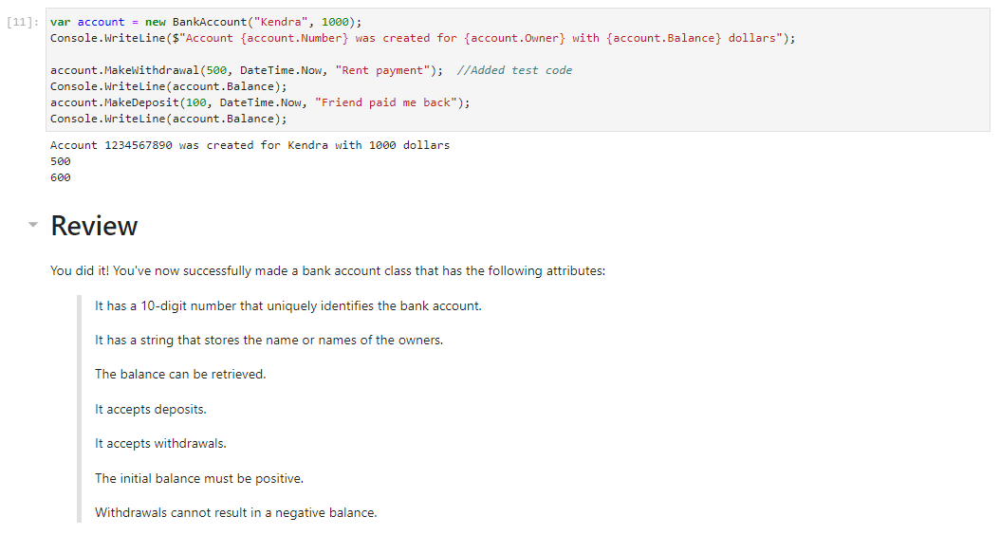 [11]: var account = new BankAccount("Kendra", 1000);
Console.WriteLine($"Account {account.Number} was created for {account.Owner} with {account.Balance} dollars");
account.MakeWithdrawal(500, DateTime.Now, "Rent payment");  //Added test code
Console.WriteLine(account.Balance);
account.MakeDeposit(100, DateTime.Now, "Friend paid me back");
Console.WriteLine(account.Balance);
Account 1234567890 was created for Kendra with 1000 dollars
500
600
Review
You did it! You've now successfully made a bank account class that has the following attributes:
It has a 10-digit number that uniquely identifies the bank account.
It has a string that stores the name or names of the owners.
The balance can be retrieved.
It accepts deposits.
It accepts withdrawals.
The initial balance must be positive.
Withdrawals cannot result in a negative balance.